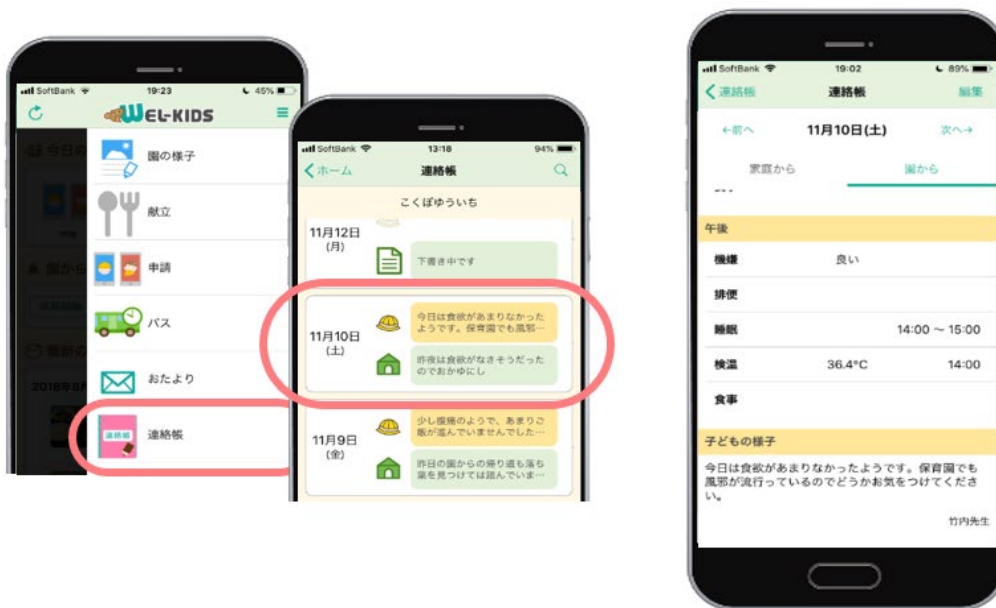 SoftBank 19:23 45%
WEL-KIDS
園の様子
献立
申請
バス
おたより
連絡帳
連絡帳
SoftBank 13:18 94%
ホーム 連絡帳
こくぼゆういち
11月12日
(月)
下書き中です
11月10日
(土)
今日は食欲があまりなかった
ようです。保育園でも風邪…
昨夜は食欲がなさそうだった
のでおかゆにし
11月9日
(金)
少し腹痛のようで、あまりご
飯が進んでいませんでした…
昨日の園からの帰り道も落ち
葉を見つけては踏んでいま…
SoftBank 19:02 89%
連絡帳 連絡帳 編集
←前へ 11月10日(土) 次へ→
家庭から 園から
午後
機嫌 良い
排便
睡眠 14:00 ~ 15:00
検温 36.4°C 14:00
食事
子どもの様子
今日は食欲があまりなかったようです。保育園でも
風邪が流行っているのでどうかお気をつけてくださ
い。
竹内先生